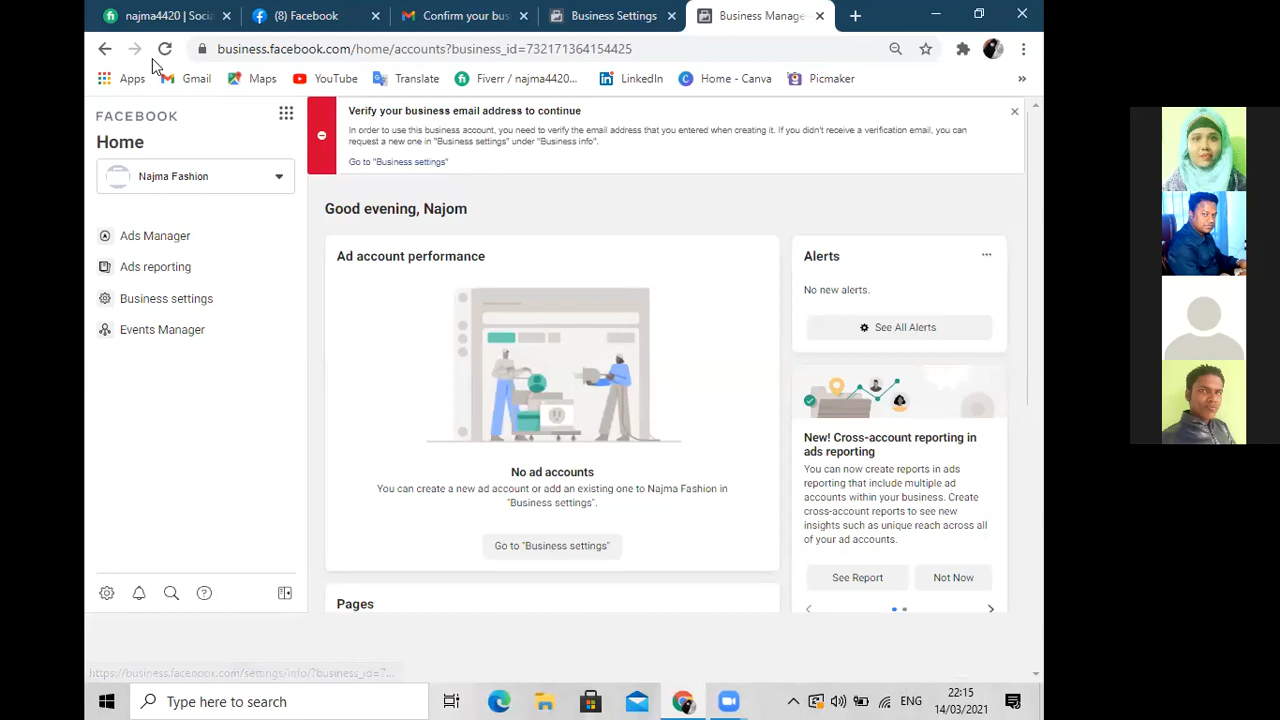 najma4420 | Socia
(8) Facebook
Confirm your bus
Business Settings
Business Manage
business.facebook.com/home/accounts?business_id=732171364154425
Apps
Gmail
Maps
YouTube
Translate
Fiverr / najma4420...
LinkedIn
Home - Canva
Picmaker
»
FACEBOOK
Home
Najma Fashion
Ads Manager
Ads reporting
Business settings
Events Manager
Verify your business email address to continue
In order to use this business account, you need to verify the email address that you entered when creating it. If you didn't receive a verification email, you can
request a new one in "Business settings" under "Business info".
Go to "Business settings"
Good evening, Najom
Ad account performance
No ad accounts
You can create a new ad account or add an existing one to Najma Fashion in
"Business settings".
Go to "Business settings"
Pages
Alerts
No new alerts.
See All Alerts
New! Cross-account reporting in
ads reporting
You can now create reports in ads
reporting that include multiple ad
accounts within your business. Create
cross-account reports to see new
insights such as unique reach across all
of your ad accounts.
See Report
Not Now
https://business.facebook.com/settings/info/?business_id=7...
Type here to search
ENG
22:15
14/03/2021